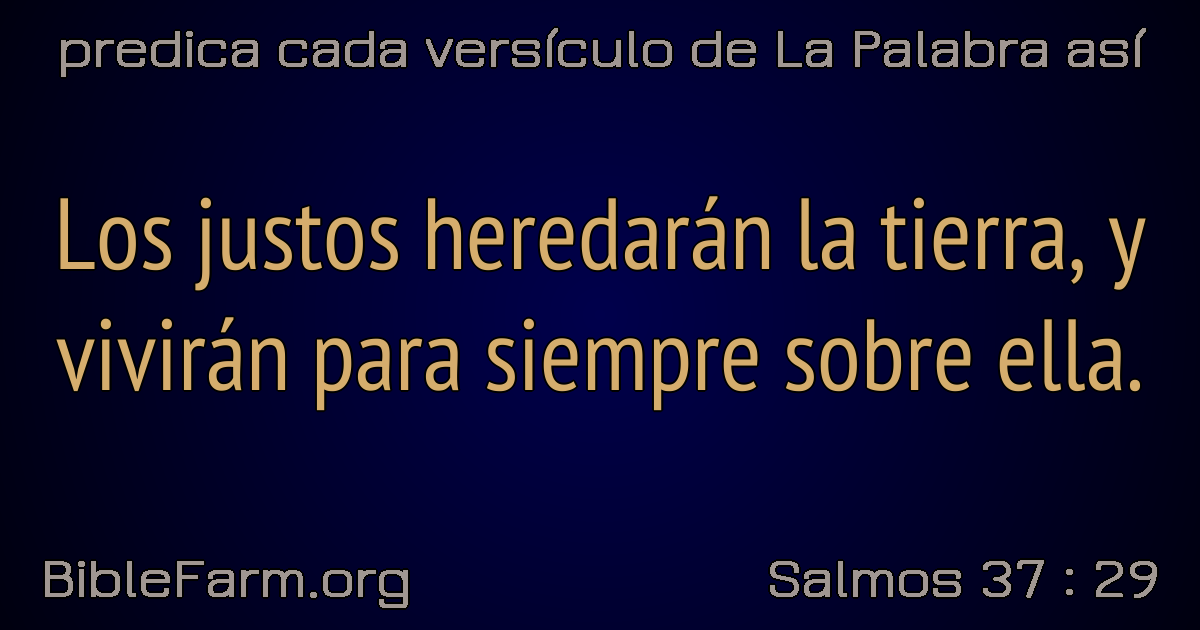 predica cada versículo de La Palabra así
Los justos heredarán la tierra, y
vivirán para siempre sobre ella.
BibleFarm.org
Salmos 37 : 29